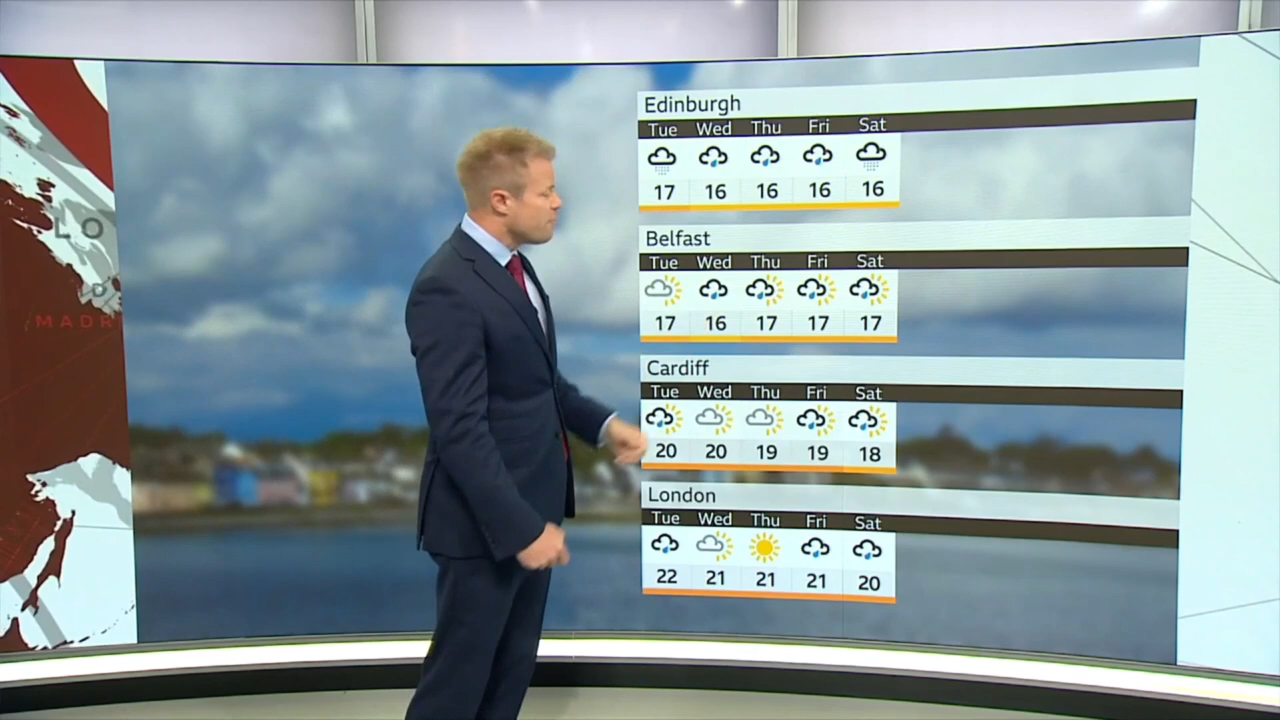 LO
MADR
Edinburgh
Tue Wed Thu Fri Sat
17 16 16 16 16
Belfast
Tue Wed Thu Fri Sat
17 16 17 17 17
Cardiff
Tue Wed Thu Fri Sat
20 20 19 19 18
London
Tue Wed Thu Fri Sat
22 21 21 21 20